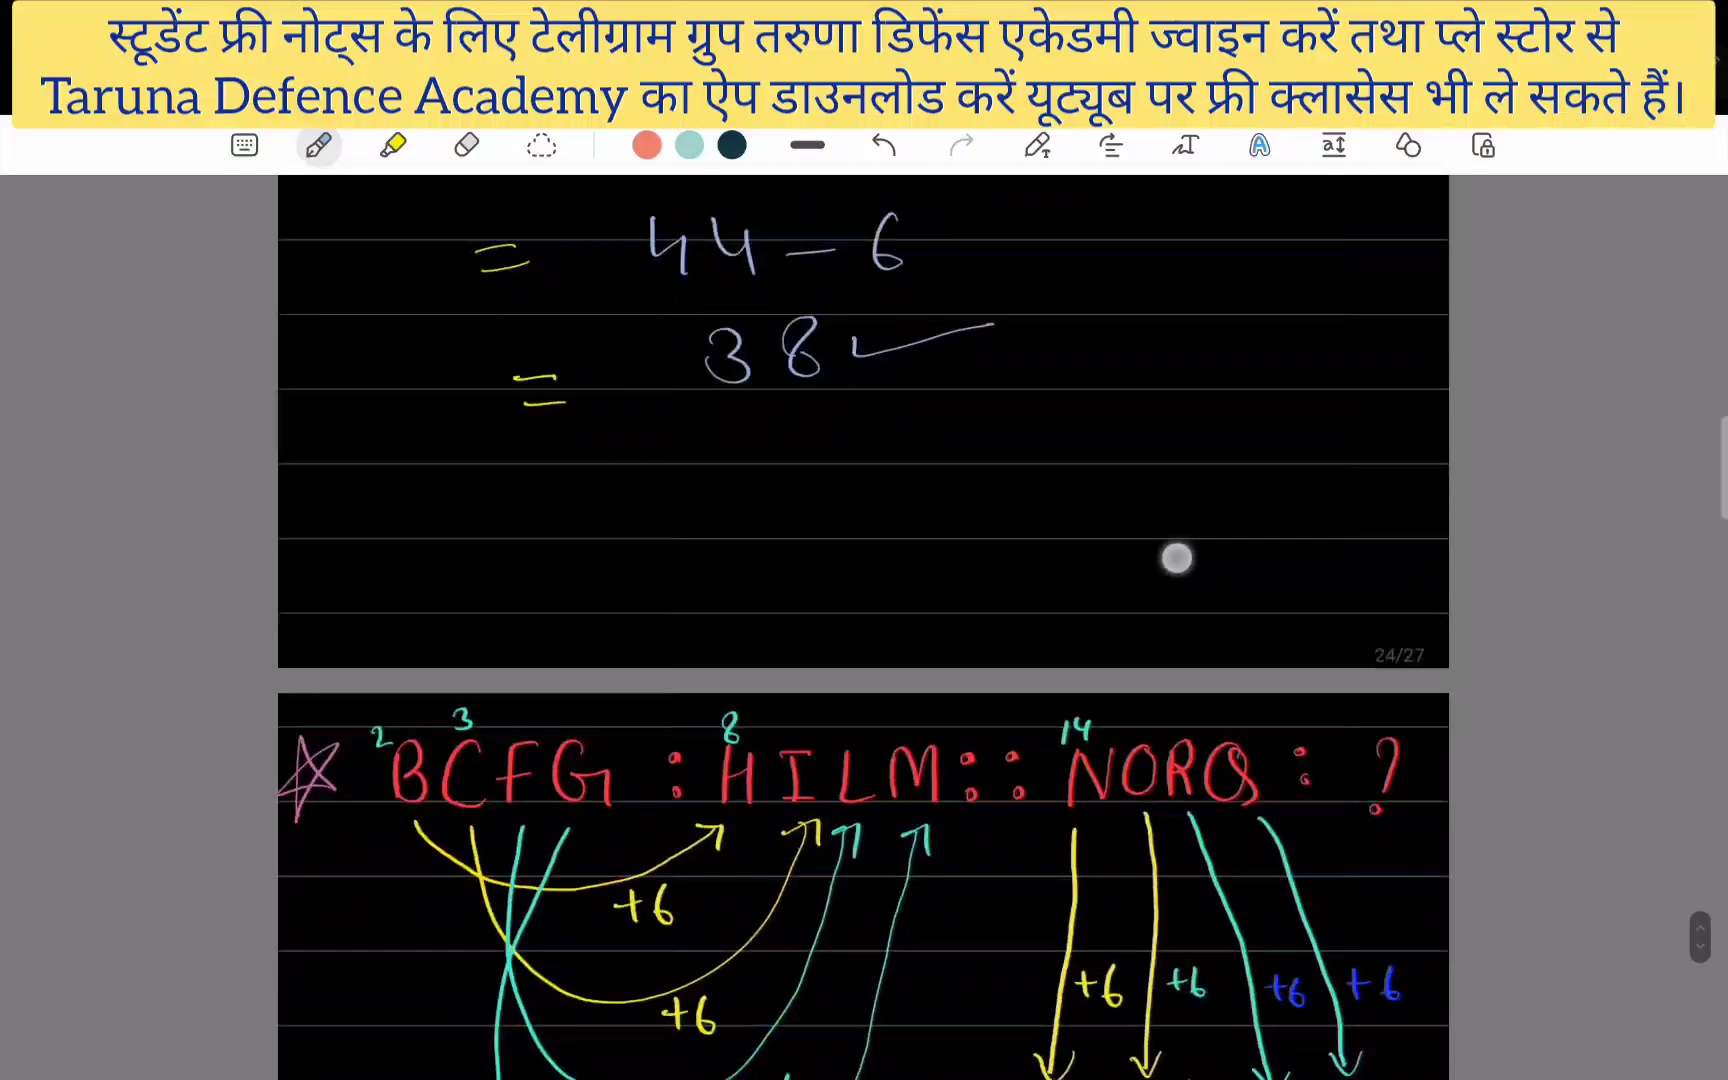 स्टूडेंट फ्री नोट्स के लिए टेलीग्राम ग्रुप तरुणा डिफेंस एकेडमी ज्वाइन करें तथा प्ले स्टोर से
Taruna Defence Academy का ऐप डाउनलोड करें यूट्यूब पर फ्री क्लासेस भी ले सकते हैं।
= 44 - 6
= 38 ✓
24/27
2 3 8 14
BCFG : HILM :: NORQ : ?
+6
+6 +6 +6 +6
+6